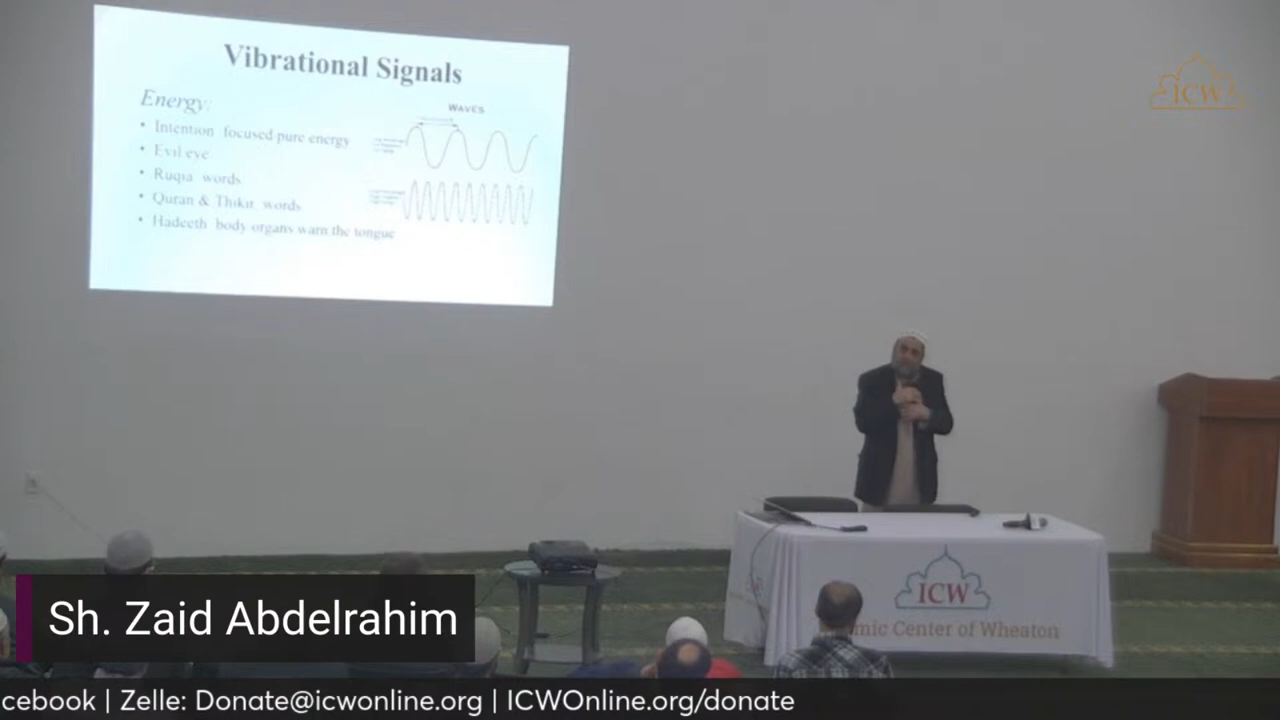 Vibrational Signals
Energy:
WAVES
• Intention focused pure energy
• Evil eye
• Ruqia words
• Quran & Thikir words
• Hadeeth body organs warn the tongue
ICW
ICW
mic Center of Wheaton
Sh. Zaid Abdelrahim
cebook | Zelle: Donate@icwonline.org | ICWOnline.org/donate